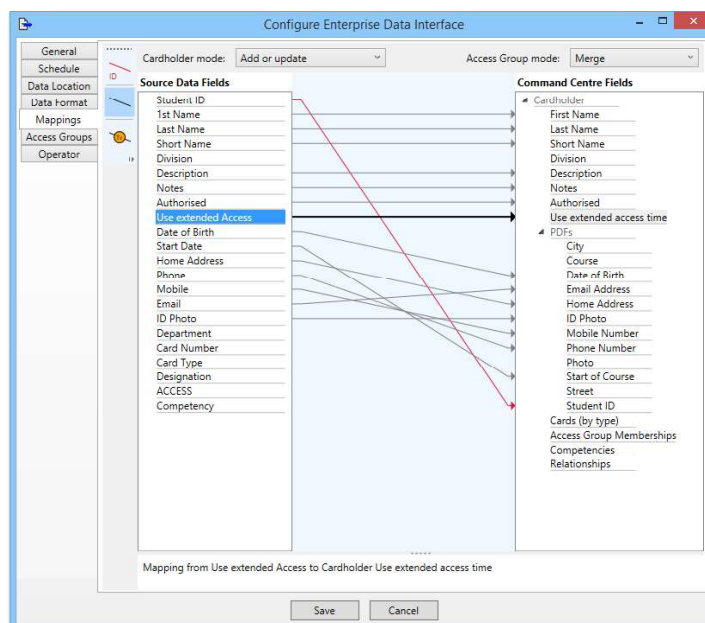 Configure Enterprise Data Interface
General
Schedule
Data Location
Data Format
Mappings
Access Groups
Operator
ID
Cardholder mode: Add or update
Access Group mode: Merge
Source Data Fields
Student ID
1st Name
Last Name
Short Name
Division
Description
Notes
Authorised
Use extended Access
Date of Birth
Start Date
Home Address
Phone
Mobile
Email
ID Photo
Department
Card Number
Card Type
Designation
ACCESS
Competency
Command Centre Fields
Cardholder
First Name
Last Name
Short Name
Division
Description
Notes
Authorised
Use extended access time
PDFs
City
Course
Date of Birth
Email Address
Home Address
ID Photo
Mobile Number
Phone Number
Photo
Start of Course
Street
Student ID
Cards (by type)
Access Group Memberships
Competencies
Relationships
Mapping from Use extended Access to Cardholder Use extended access time
Save Cancel